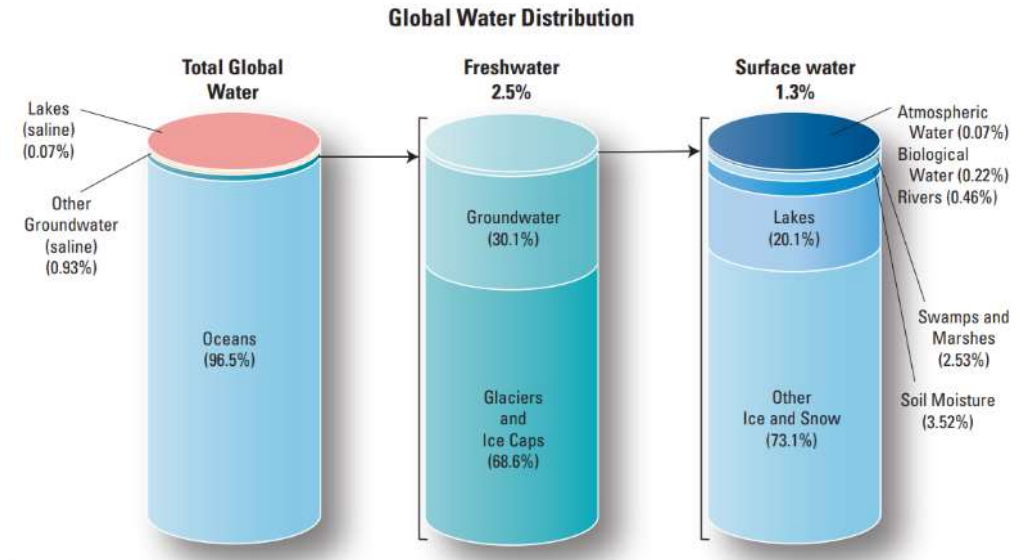 Global Water Distribution
Total Global
Water
Freshwater
2.5%
Surface water
1.3%
Lakes
(saline)
(0.07%)
Other
Groundwater
(saline)
(0.93%)
Oceans
(96.5%)
Groundwater
(30.1%)
Glaciers
and
Ice Caps
(68.6%)
Atmospheric
Water (0.07%)
Biological
Water (0.22%)
Rivers (0.46%)
Lakes
(20.1%)
Swamps and
Marshes
(2.53%)
Soil Moisture
(3.52%)
Other
Ice and Snow
(73.1%)